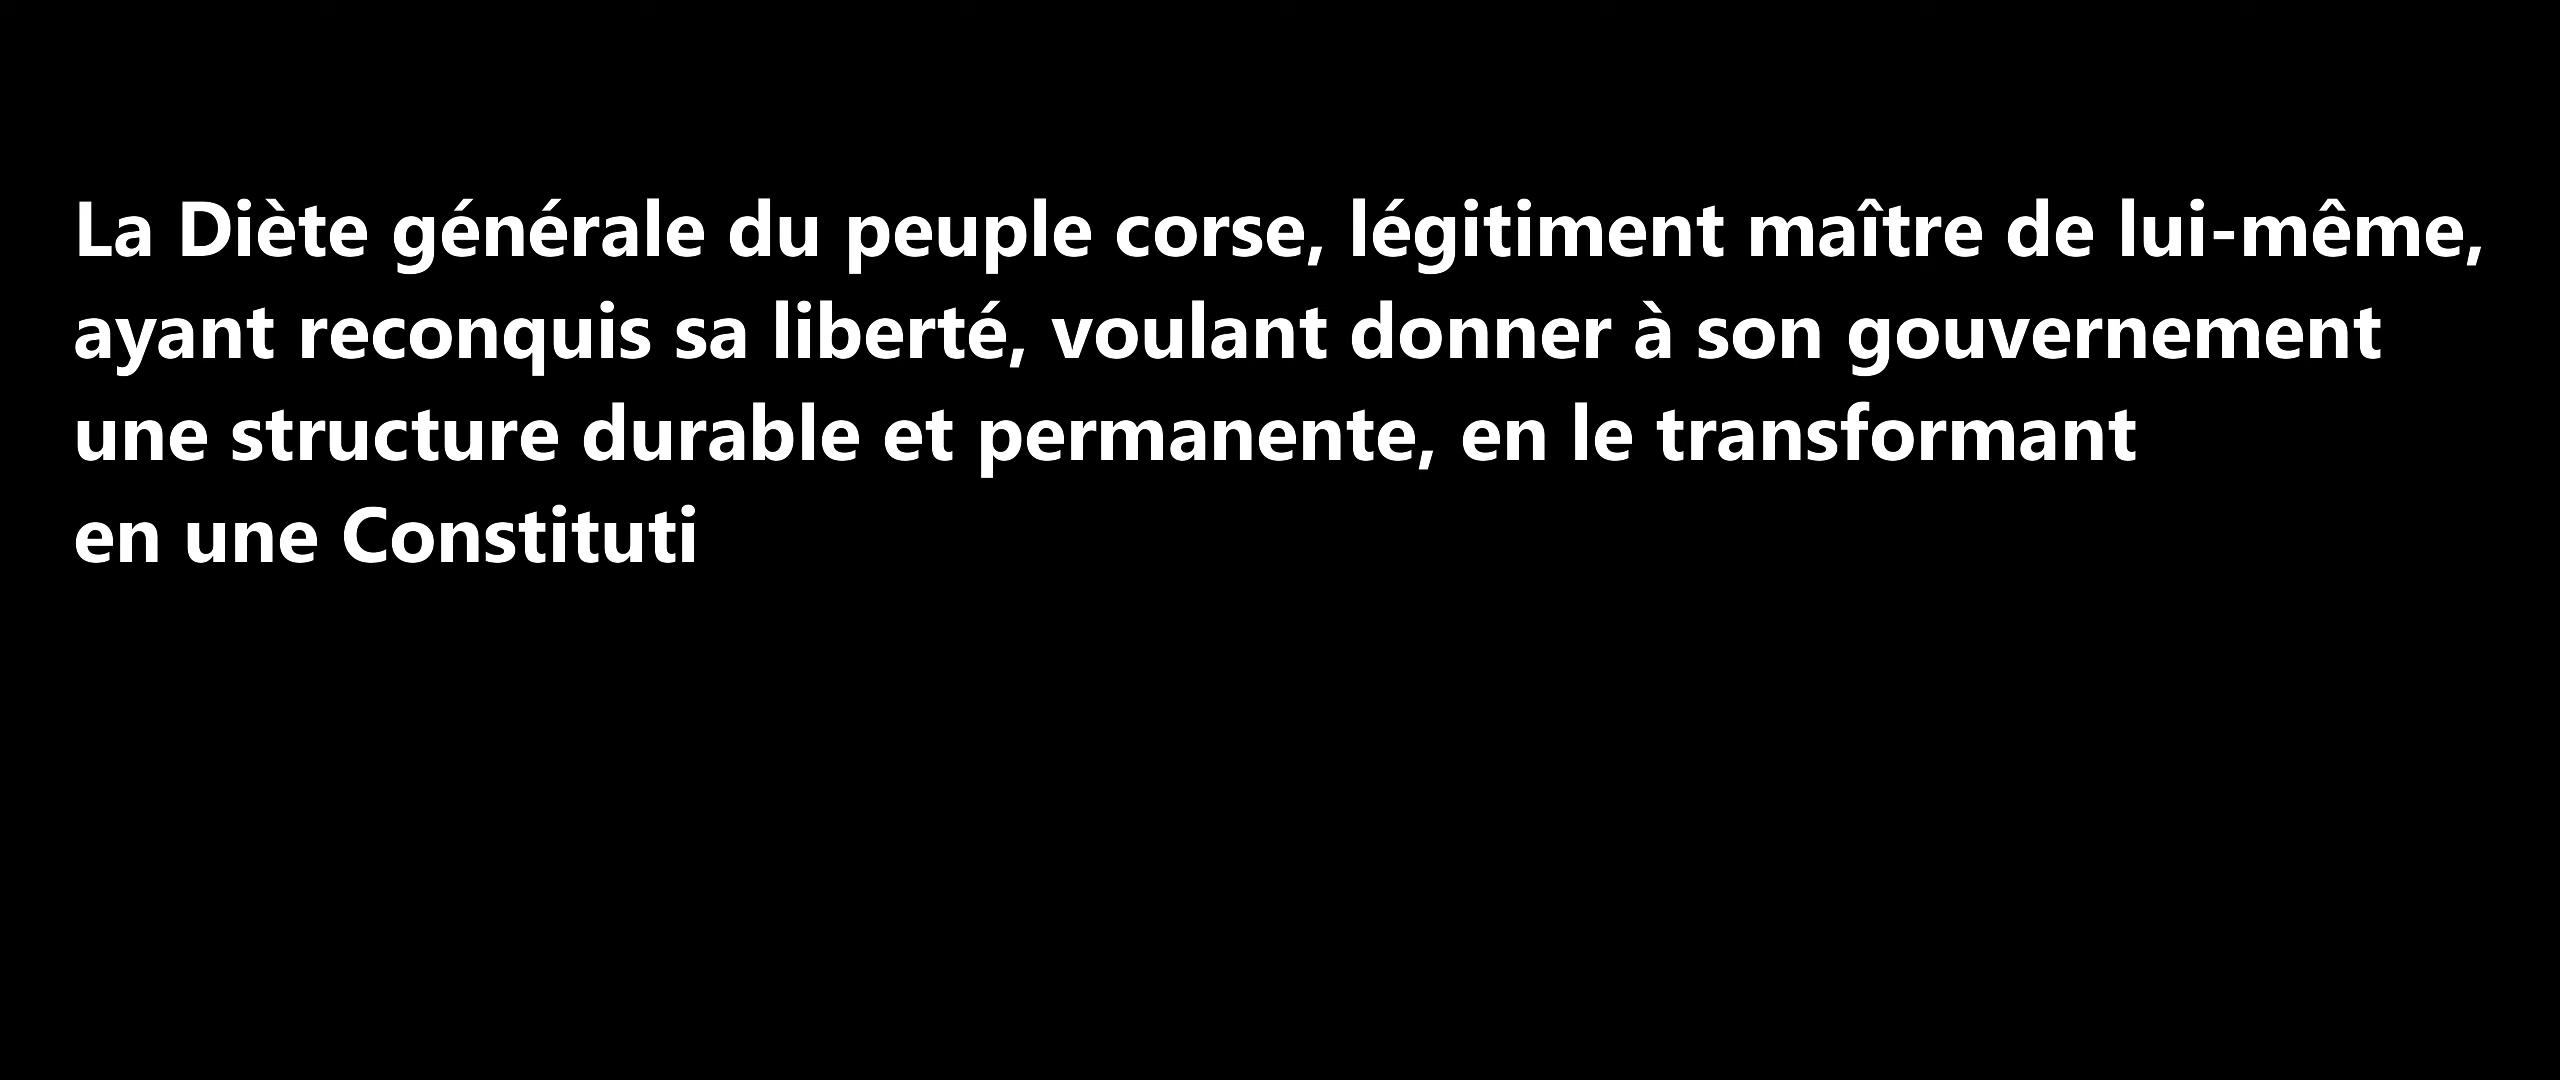 La Diète générale du peuple corse, légitiment maître de lui-même,
ayant reconquis sa liberté, voulant donner à son gouvernement
une structure durable et permanente, en le transformant
en une Constituti